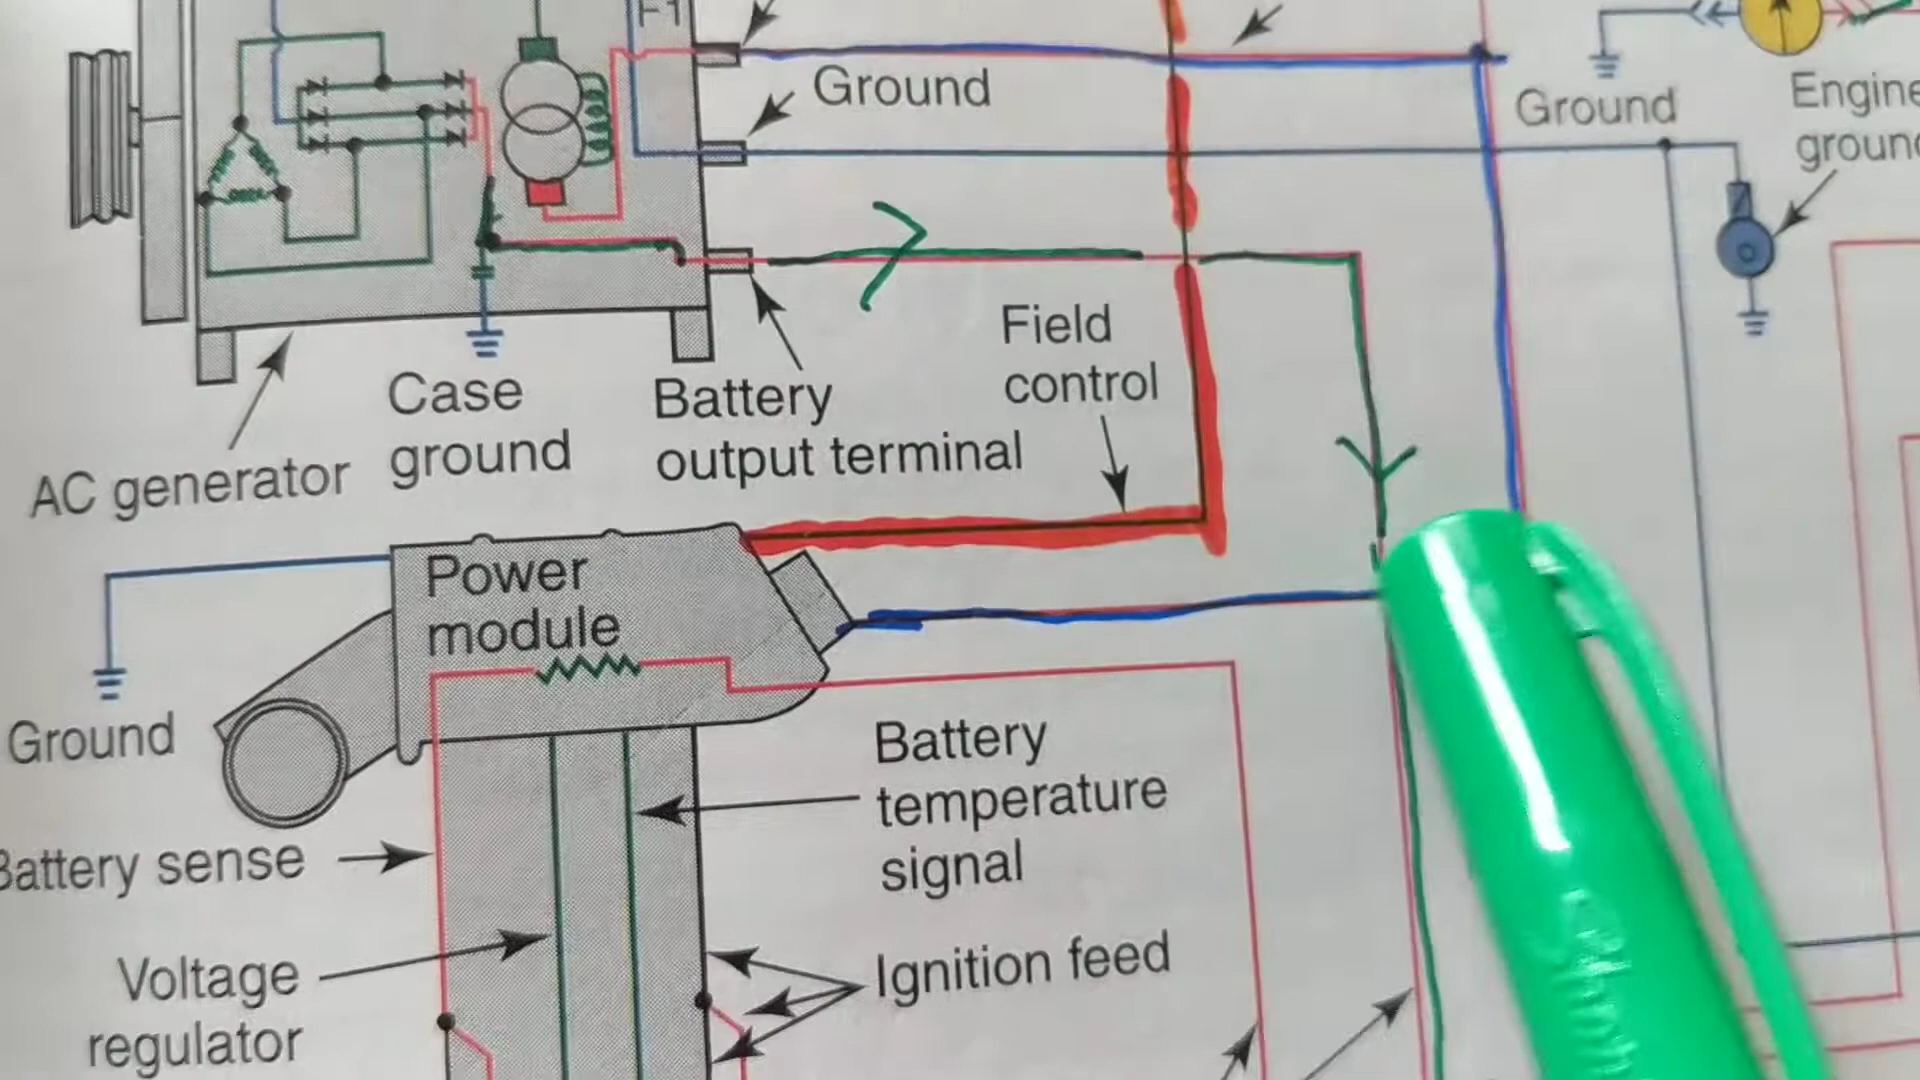 F1
Ground
Ground
Engine
ground
Field
control
Case
ground
Battery
output terminal
AC generator
Power
module
Ground
Battery
temperature
signal
Battery sense
Voltage
regulator
Ignition feed